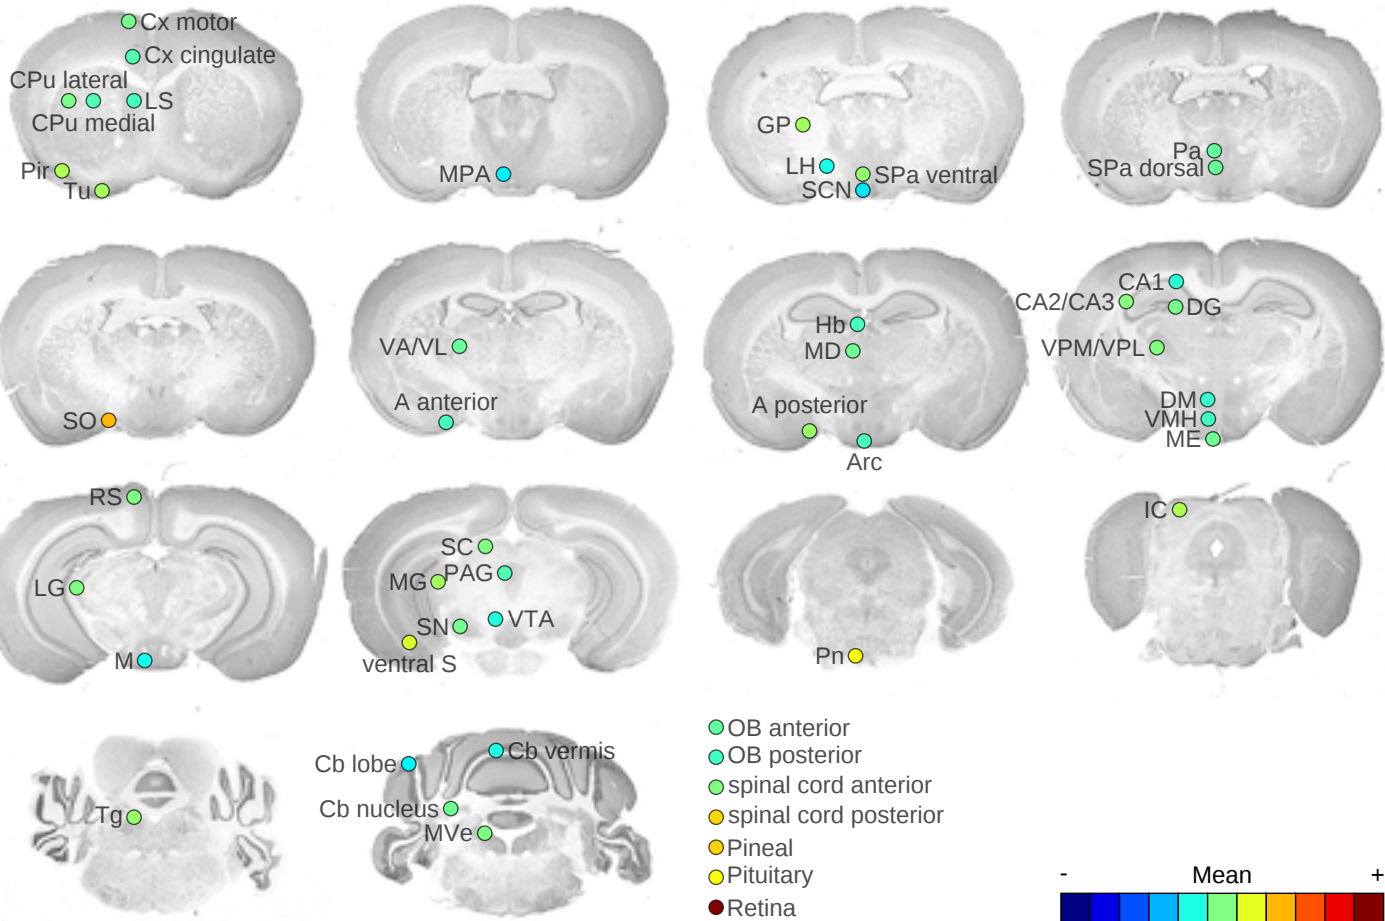 Cx motor
Cx cingulate
CPu lateral
LS
CPu medial
Pir
Tu
MPA
GP
LH
SPa ventral
SCN
Pa
SPa dorsal
SO
VA/VL
A anterior
Hb
MD
A posterior
Arc
CA1
CA2/CA3
DG
VPM/VPL
DM
VMH
ME
RS
LG
M
SC
PAG
MG
VTA
SN
ventral S
Pn
IC
Tg
Cb vermis
Cb lobe
Cb nucleus
MVe
OB anterior
OB posterior
spinal cord anterior
spinal cord posterior
Pineal
Pituitary
Retina
- Mean +